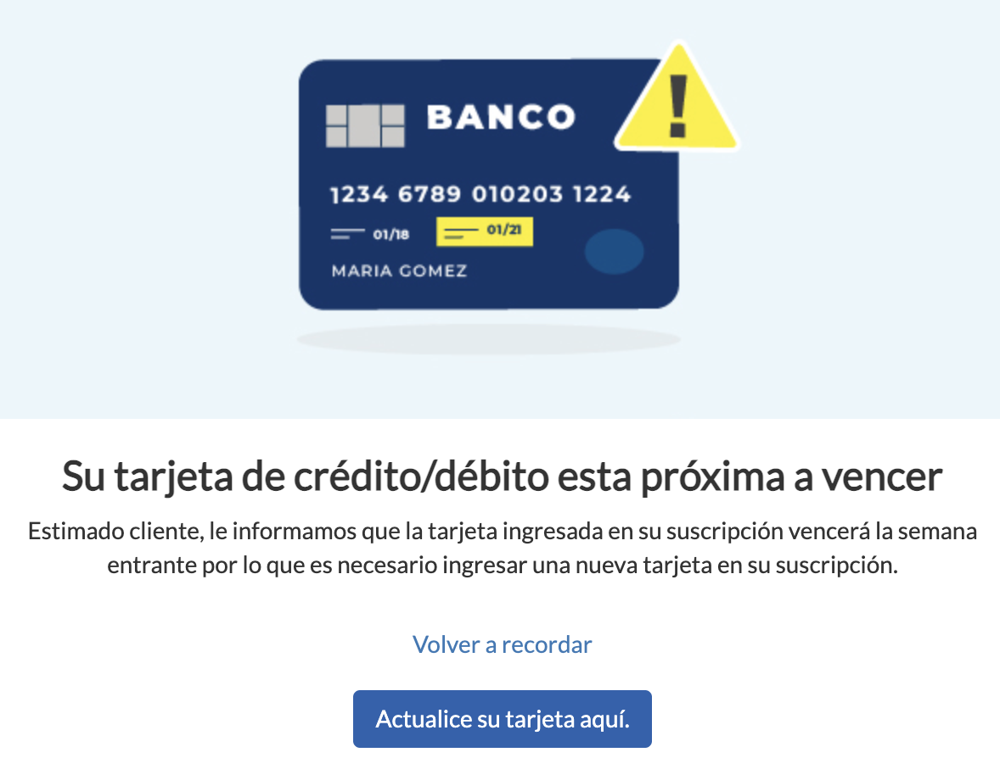 BANCO
1234 6789 010203 1224
01/18 01/21
MARIA GOMEZ
Su tarjeta de crédito/débito esta próxima a vencer
Estimado cliente, le informamos que la tarjeta ingresada en su suscripción vencerá la semana
entrante por lo que es necesario ingresar una nueva tarjeta en su suscripción.
Volver a recordar
Actualice su tarjeta aquí.